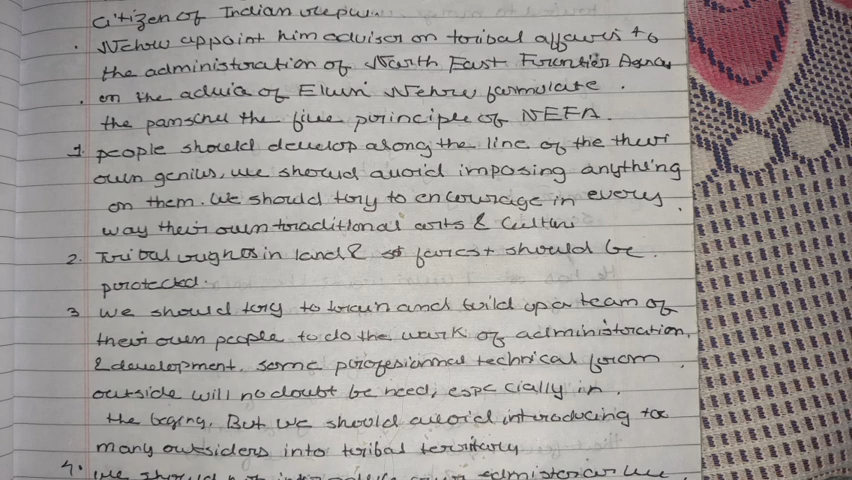 citizen of Indian
. Nehru appoint him advisor on tribal affairs to
the administration of North East Frontier Agency
. on the advice of Elwin Nehru formulate .
the panschil the five principle of NEFA.
1. people should develop along the line of the their
own genius, we should avoid imposing anything
on them. We should try to encourage in every
way their own traditional arts & Culture
2. Tribal rights in land & forest should be.
protected.
3 We should try to train and build up a team of
their own people to do the work of administration,
& development. some professional technical from
outside will no doubt be need, especially in.
the beging. But we should avoid introducing too
many outsiders into tribal territory
4. We should not